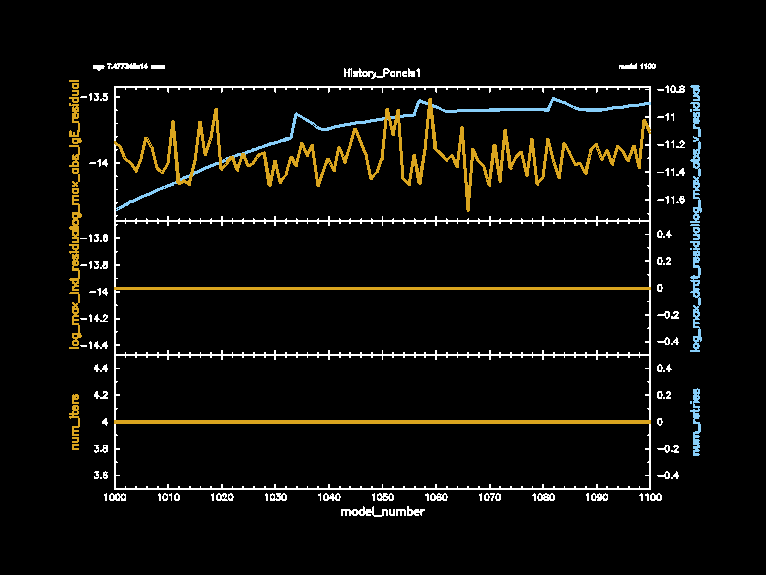 age 7.477348e14 secs
model 1100
History_Panels1
log_max_abs_lgE_residual
−13.5
−14
−10.8
−11
−11.2
−11.4
−11.6
log_max_abs_v_residual
log_max_lnd_residual
−13.6
−13.8
−14
−14.2
−14.4
0.4
0.2
0
−0.2
−0.4
log_max_drdt_residual
num_iters
4.4
4.2
4
3.8
3.6
0.4
0.2
0
−0.2
−0.4
num_retries
1000 1010 1020 1030 1040 1050 1060 1070 1080 1090 1100
model_number